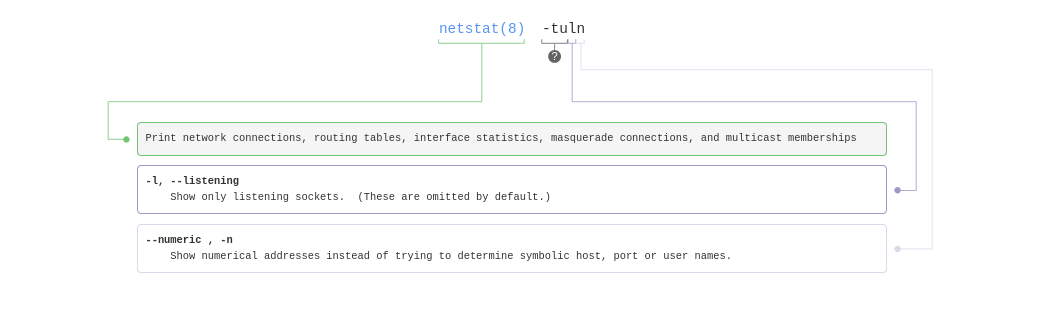 netstat(8) -tuln
?
Print network connections, routing tables, interface statistics, masquerade connections, and multicast memberships
-l, --listening
Show only listening sockets.  (These are omitted by default.)
--numeric , -n
Show numerical addresses instead of trying to determine symbolic host, port or user names.